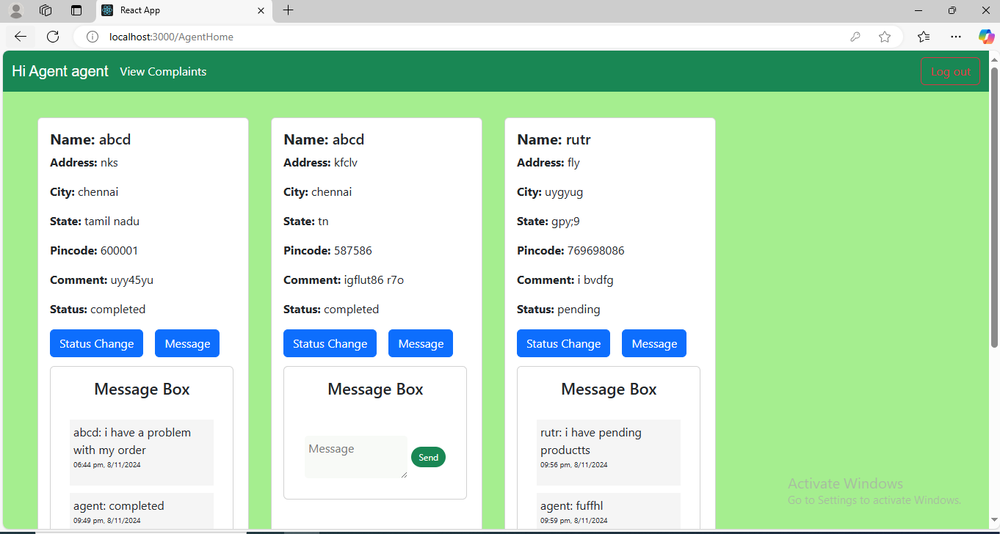 React App
localhost:3000/AgentHome
Hi Agent agent
View Complaints
Log out
Name: abcd
Address: nks
City: chennai
State: tamil nadu
Pincode: 600001
Comment: uyy45yu
Status: completed
Status Change
Message
Message Box
abcd: i have a problem
with my order
06:44 pm, 8/11/2024
agent: completed
09:49 pm, 8/11/2024
Name: abcd
Address: kfclv
City: chennai
State: tn
Pincode: 587586
Comment: igflut86 r7o
Status: completed
Status Change
Message
Message Box
Message
Send
Name: rutr
Address: fly
City: uygyug
State: gpy;9
Pincode: 769698086
Comment: i bvdfg
Status: pending
Status Change
Message
Message Box
rutr: i have pending
productts
09:56 pm, 8/11/2024
agent: fuffhl
09:59 pm, 8/11/2024
Activate Windows
Go to Settings to activate Windows.